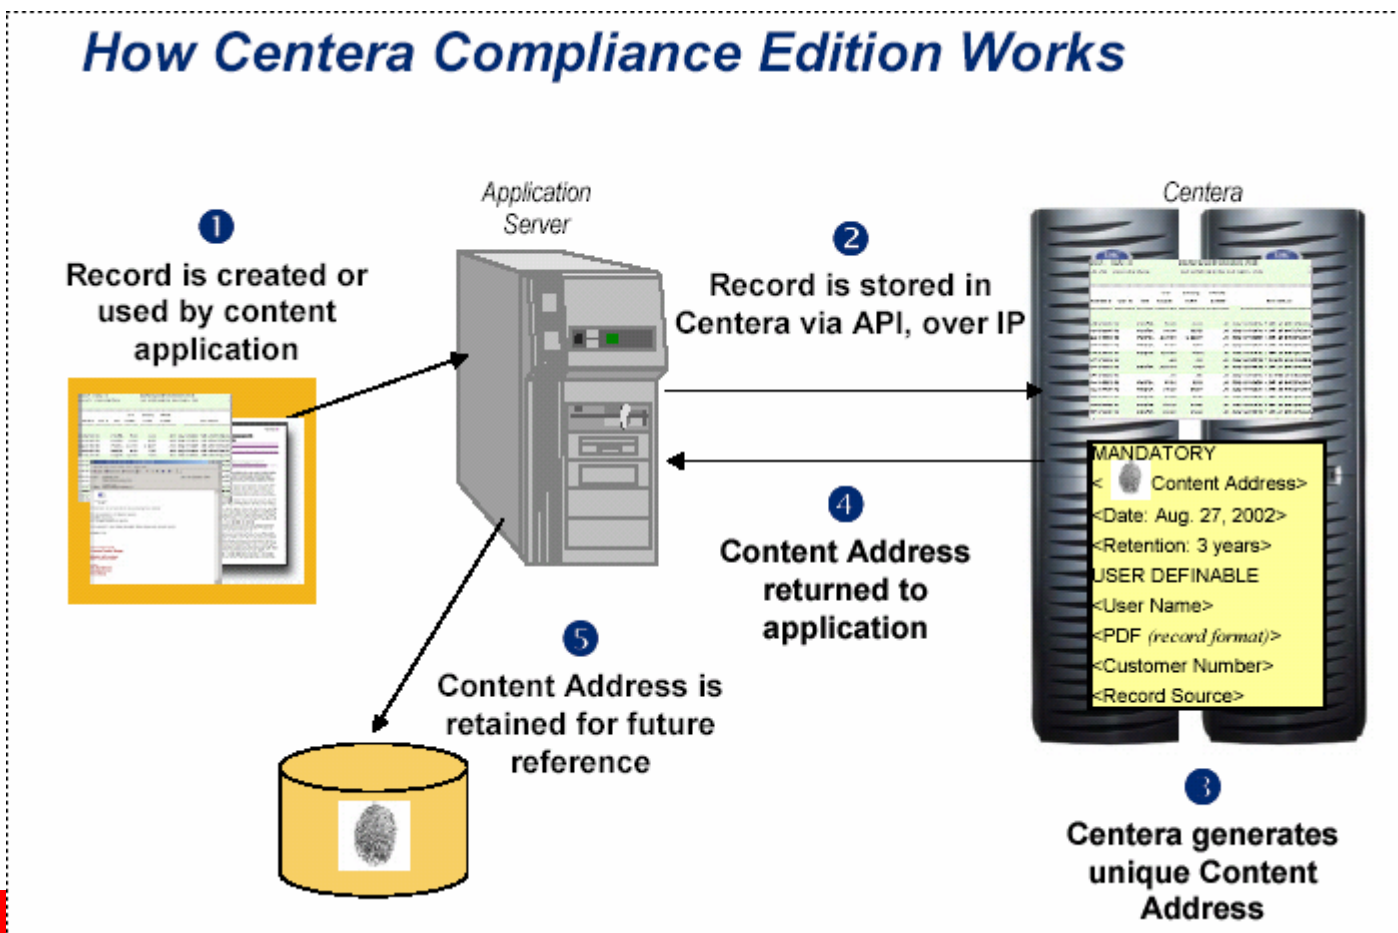 How Centera Compliance Edition Works
Application
Server
Centera
1
Record is created or
used by content
application
2
Record is stored in
Centera via API, over IP
MANDATORY
< Content Address>
<Date: Aug. 27, 2002>
<Retention: 3 years>
USER DEFINABLE
<User Name>
<PDF (record format)>
<Customer Number>
<Record Source>
3
Centera generates
unique Content
Address
4
Content Address
returned to
application
5
Content Address is
retained for future
reference